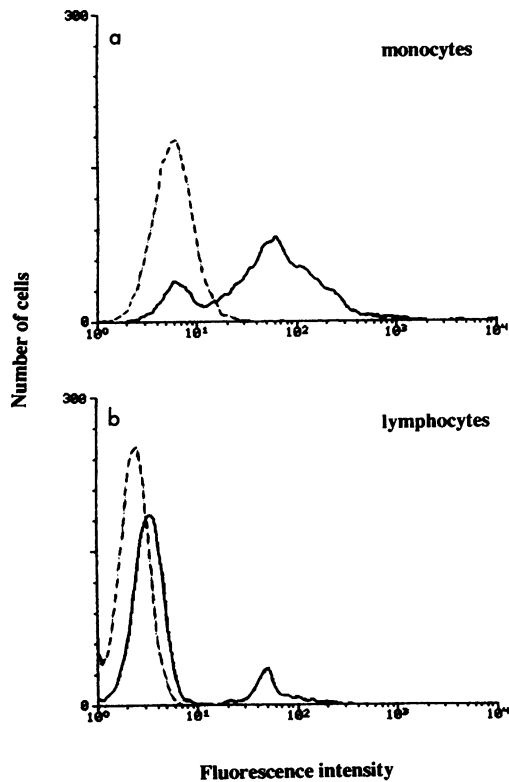 300
a
monocytes
0
10⁰ 10¹ 10² 10³ 10⁴
Number of cells
300
b
lymphocytes
0
10⁰ 10¹ 10² 10³ 10⁴
Fluorescence intensity